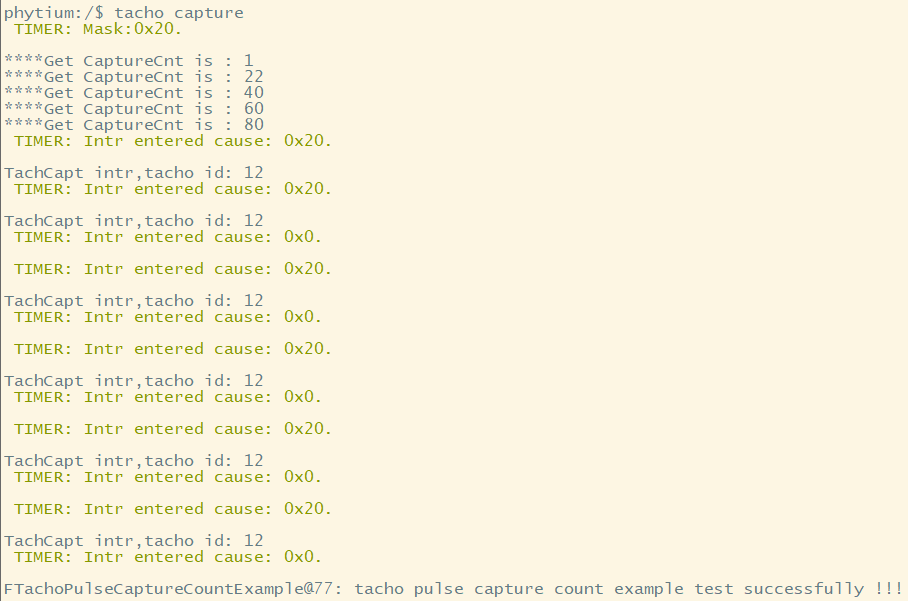 phytium:/$ tacho capture
TIMER: Mask:0x20.
****Get CaptureCnt is : 1
****Get CaptureCnt is : 22
****Get CaptureCnt is : 40
****Get CaptureCnt is : 60
****Get CaptureCnt is : 80
TIMER: Intr entered cause: 0x20.
TachCapt intr,tacho id: 12
TIMER: Intr entered cause: 0x20.
TachCapt intr,tacho id: 12
TIMER: Intr entered cause: 0x0.
TIMER: Intr entered cause: 0x20.
TachCapt intr,tacho id: 12
TIMER: Intr entered cause: 0x0.
TIMER: Intr entered cause: 0x20.
TachCapt intr,tacho id: 12
TIMER: Intr entered cause: 0x0.
TIMER: Intr entered cause: 0x20.
TachCapt intr,tacho id: 12
TIMER: Intr entered cause: 0x0.
TIMER: Intr entered cause: 0x20.
TachCapt intr,tacho id: 12
TIMER: Intr entered cause: 0x0.
FTachoPulseCaptureCountExample@77: tacho pulse capture count example test successfully !!!